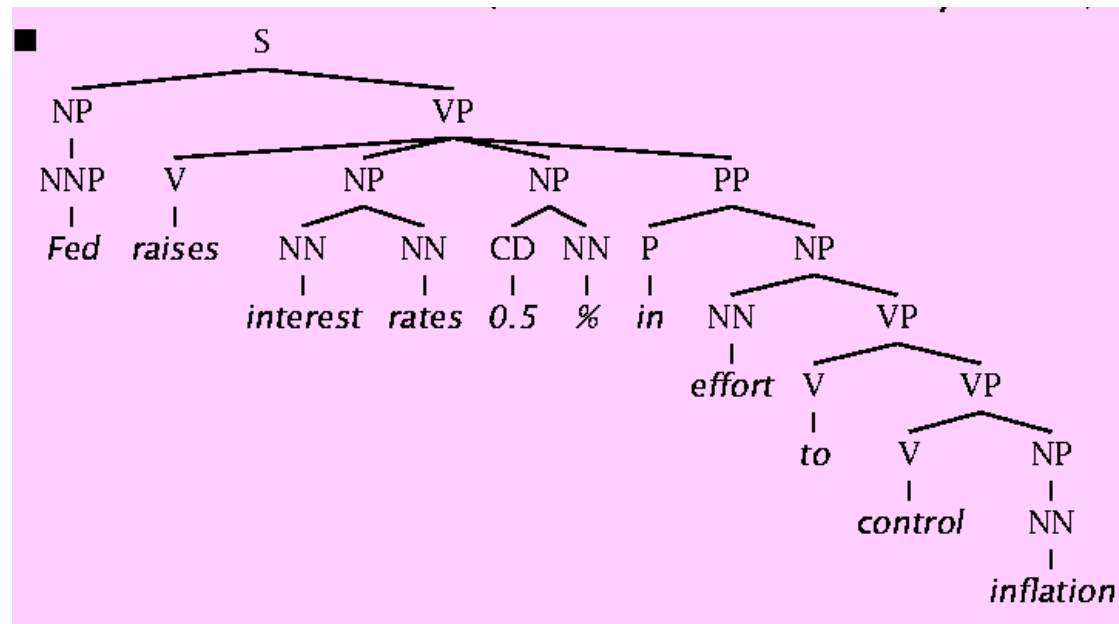 S
NP VP
NNP V NP NP PP
Fed raises NN NN CD NN P NP
interest rates 0.5 % in NN VP
effort V VP
to V NP
control NN
inflation